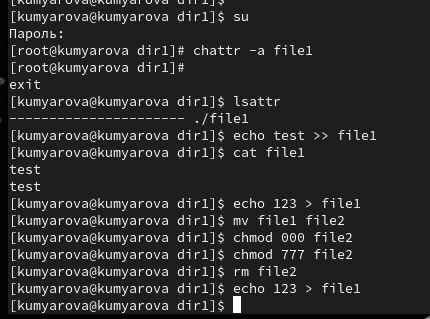 [kumyarova@kumyarova dir1]$
[kumyarova@kumyarova dir1]$ su
Пароль:
[root@kumyarova dir1]# chattr -a file1
[root@kumyarova dir1]#
exit
[kumyarova@kumyarova dir1]$ lsattr
---------------------- ./file1
[kumyarova@kumyarova dir1]$ echo test >> file1
[kumyarova@kumyarova dir1]$ cat file1
test
test
[kumyarova@kumyarova dir1]$ echo 123 > file1
[kumyarova@kumyarova dir1]$ mv file1 file2
[kumyarova@kumyarova dir1]$ chmod 000 file2
[kumyarova@kumyarova dir1]$ chmod 777 file2
[kumyarova@kumyarova dir1]$ rm file2
[kumyarova@kumyarova dir1]$ echo 123 > file1
[kumyarova@kumyarova dir1]$